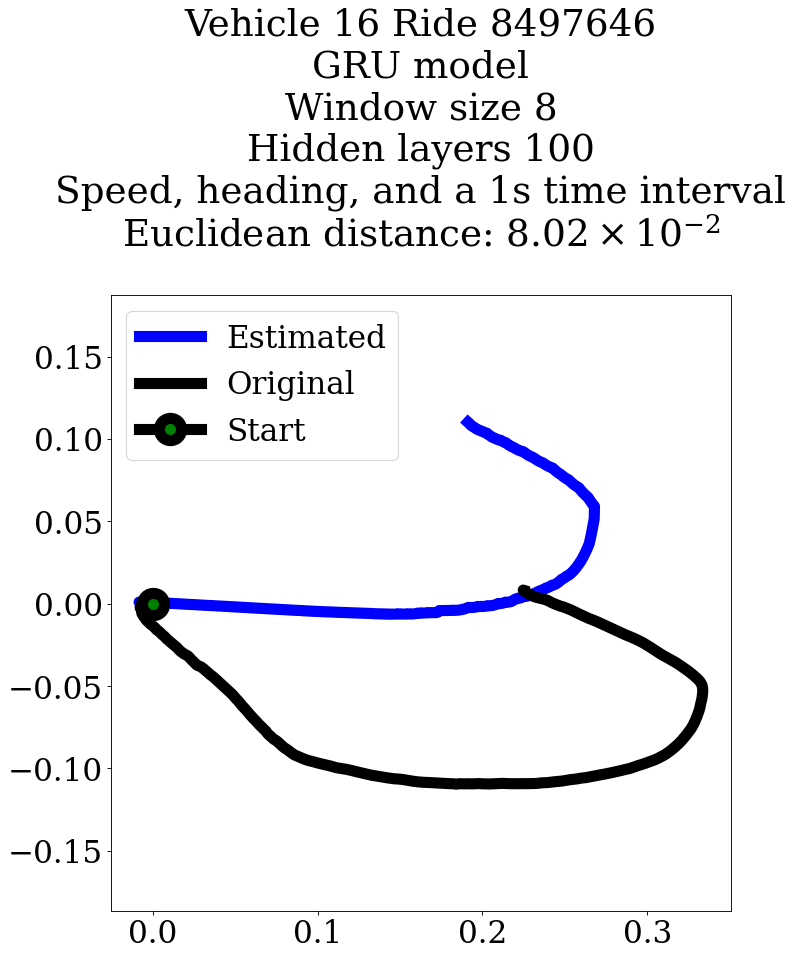 Vehicle 16 Ride 8497646
GRU model
Window size 8
Hidden layers 100
Speed, heading, and a 1s time interval
Euclidean distance: 8.02 × 10⁻²
Estimated
Original
Start
0.15
0.10
0.05
0.00
−0.05
−0.10
−0.15
0.0 0.1 0.2 0.3